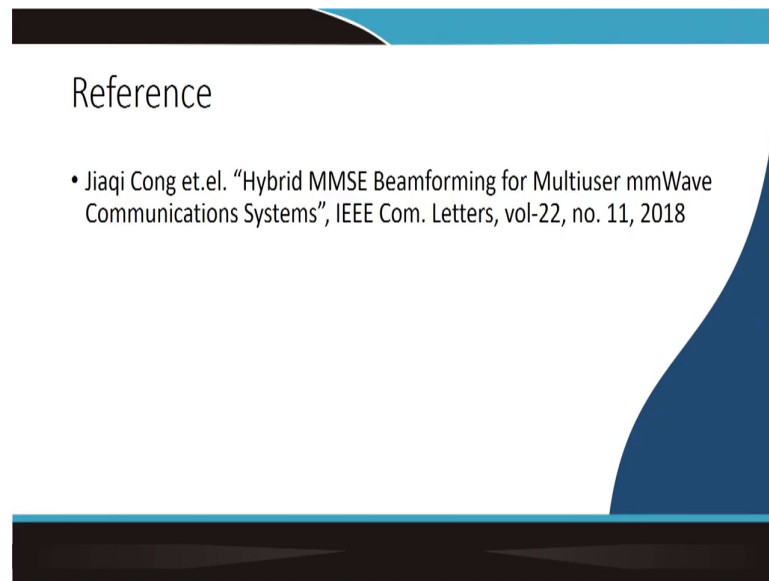 Reference
• Jiaqi Cong et.el. “Hybrid MMSE Beamforming for Multiuser mmWave
Communications Systems”, IEEE Com. Letters, vol-22, no. 11, 2018